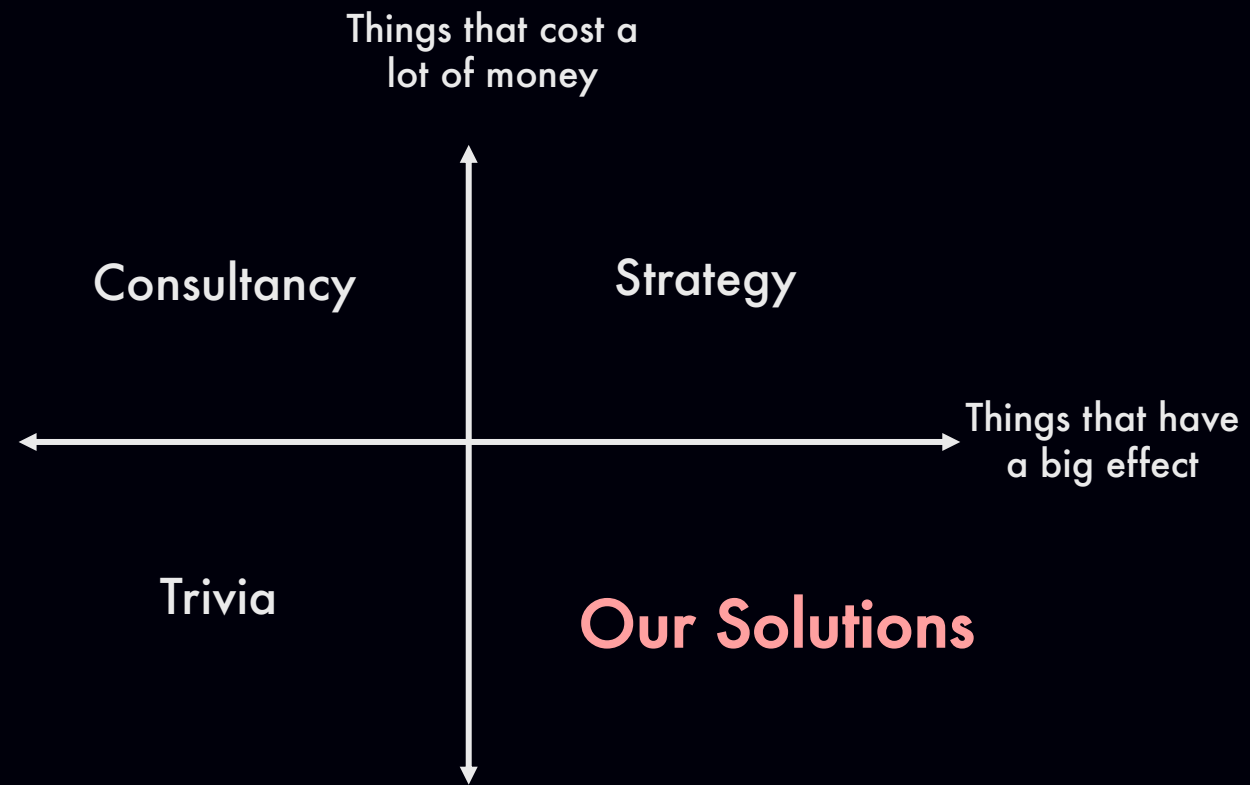 Things that cost a
lot of money
Consultancy
Strategy
Things that have
a big effect
Trivia
Our Solutions